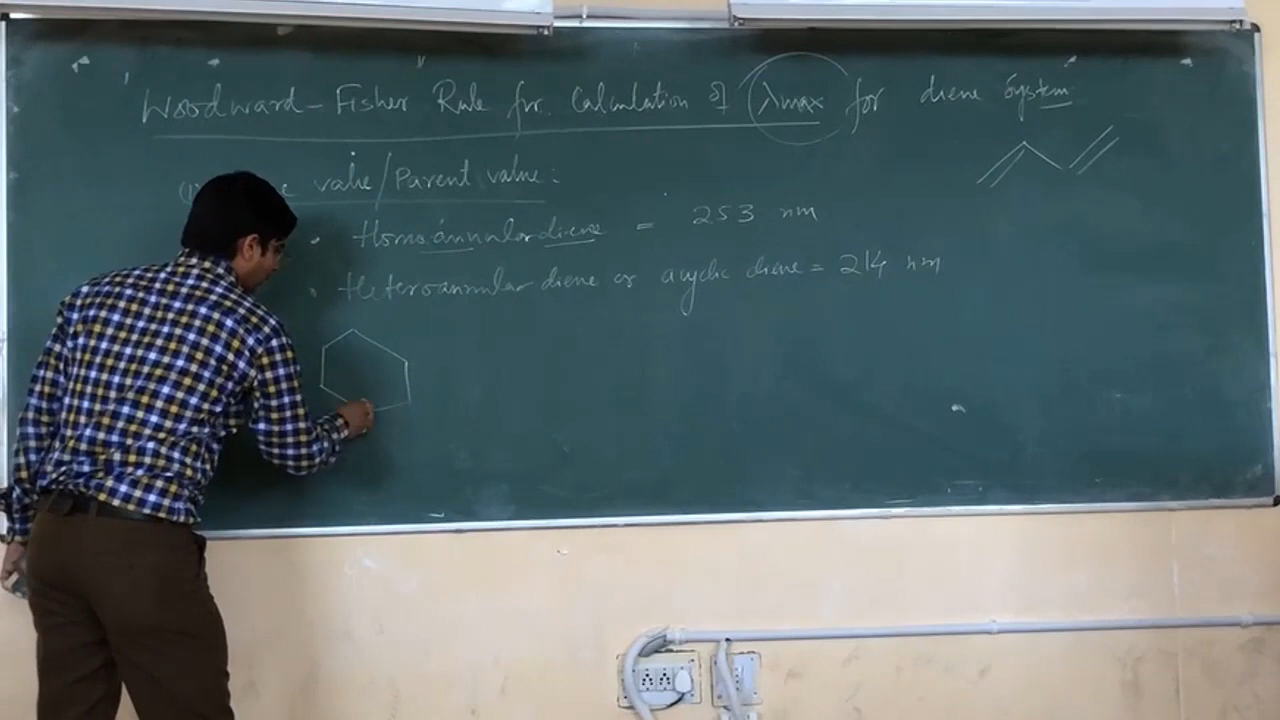 Woodward-Fisher Rule for Calculation of λmax for diene System
(1) value/Parent value:
• Homoannular diene = 253 nm
• Heteroannular diene or acyclic diene = 214 nm